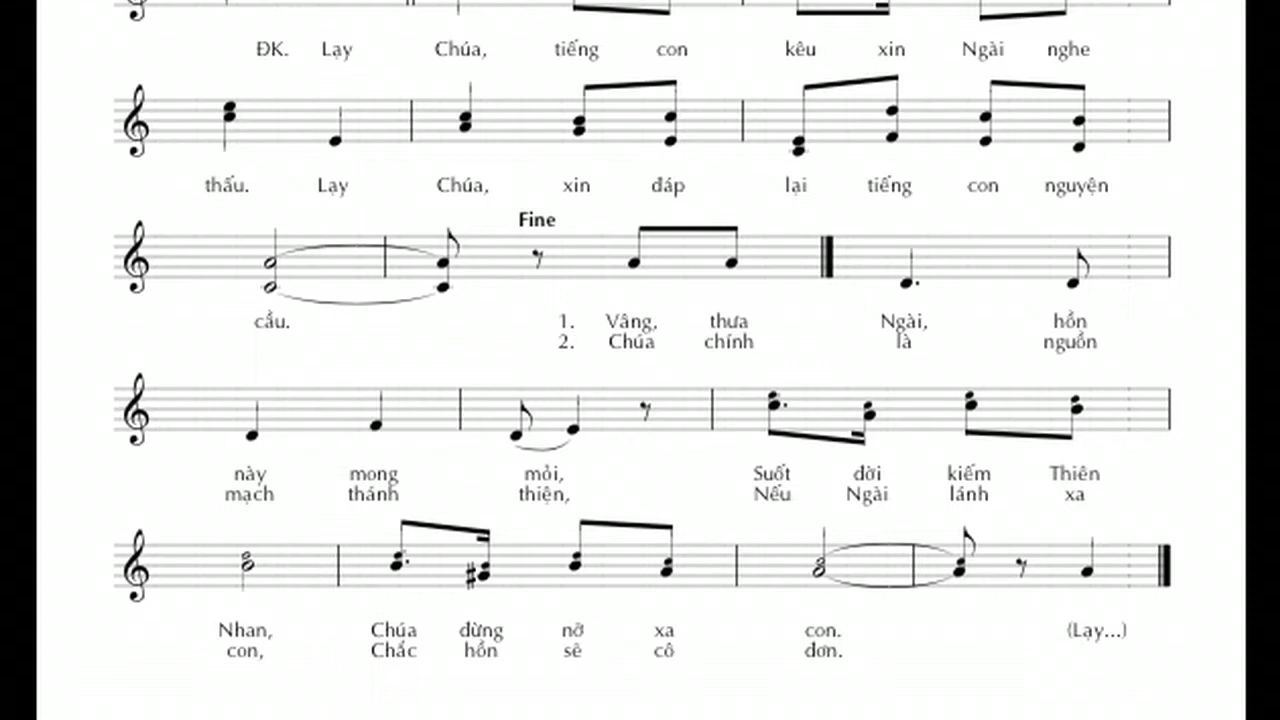 ĐK. Lạy Chúa, tiếng con kêu xin Ngài nghe
thấu. Lạy Chúa, xin đáp lại tiếng con nguyện
Fine
cầu. 1. Vâng, thưa Ngài, hồn
2. Chúa chính là nguồn
này mong mỏi, Suốt đời kiếm Thiên
mạch thánh thiện, Nếu Ngài lánh xa
Nhan, Chúa đừng nỡ xa con. (Lạy...)
con, Chắc hồn sẽ cô đơn.